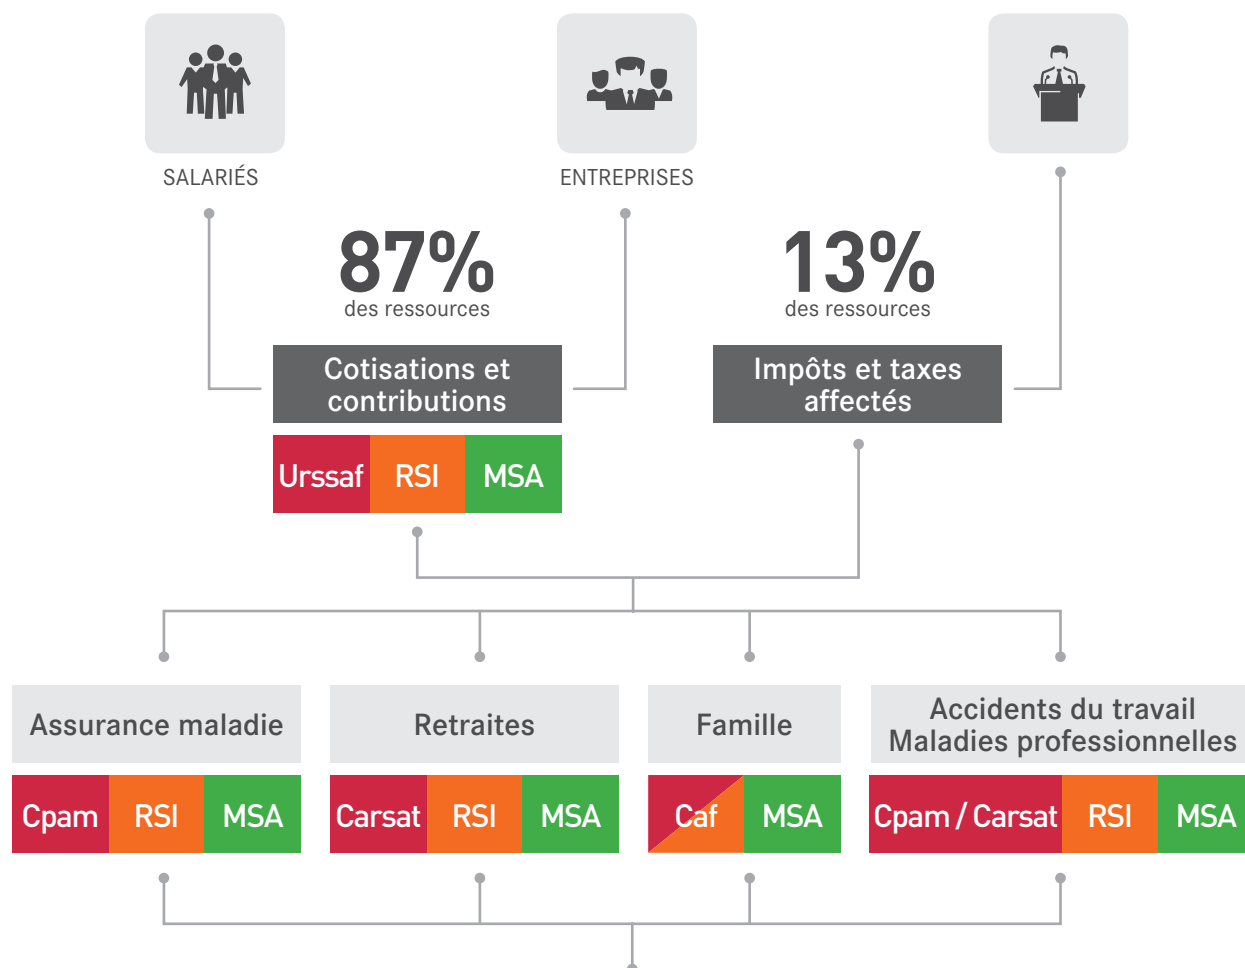 SALARIÉS
ENTREPRISES
87%
des ressources
13%
des ressources
Cotisations et
contributions
Impôts et taxes
affectés
Urssaf RSI MSA
Assurance maladie
Retraites
Famille
Accidents du travail
Maladies professionnelles
Cpam RSI MSA
Carsat RSI MSA
Caf MSA
Cpam / Carsat RSI MSA